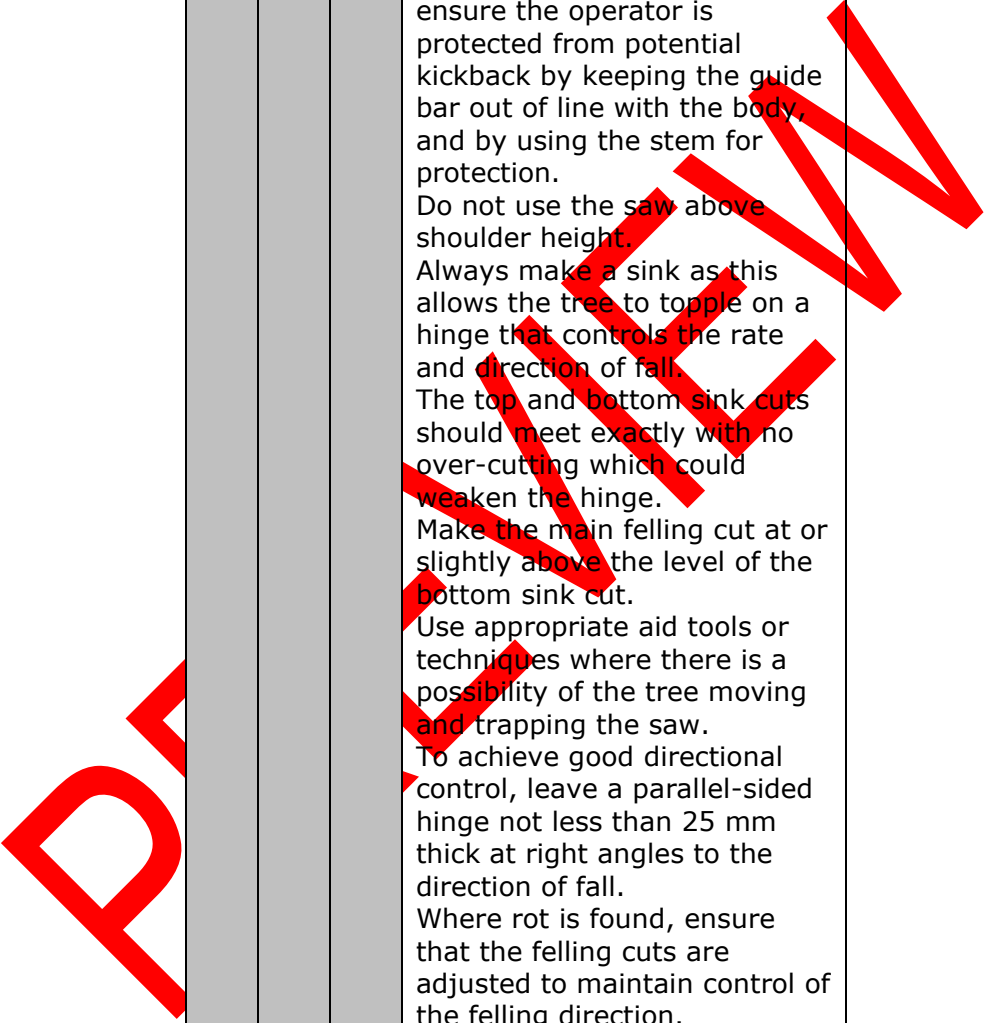 ensure the operator is
protected from potential
kickback by keeping the guide
bar out of line with the body,
and by using the stem for
protection.
Do not use the saw above
shoulder height.
Always make a sink as this
allows the tree to topple on a
hinge that controls the rate
and direction of fall.
The top and bottom sink cuts
should meet exactly with no
over-cutting which could
weaken the hinge.
Make the main felling cut at or
slightly above the level of the
bottom sink cut.
Use appropriate aid tools or
techniques where there is a
possibility of the tree moving
and trapping the saw.
To achieve good directional
control, leave a parallel-sided
hinge not less than 25 mm
thick at right angles to the
direction of fall.
Where rot is found, ensure
that the felling cuts are
adjusted to maintain control of
the felling direction.
PREVIEW